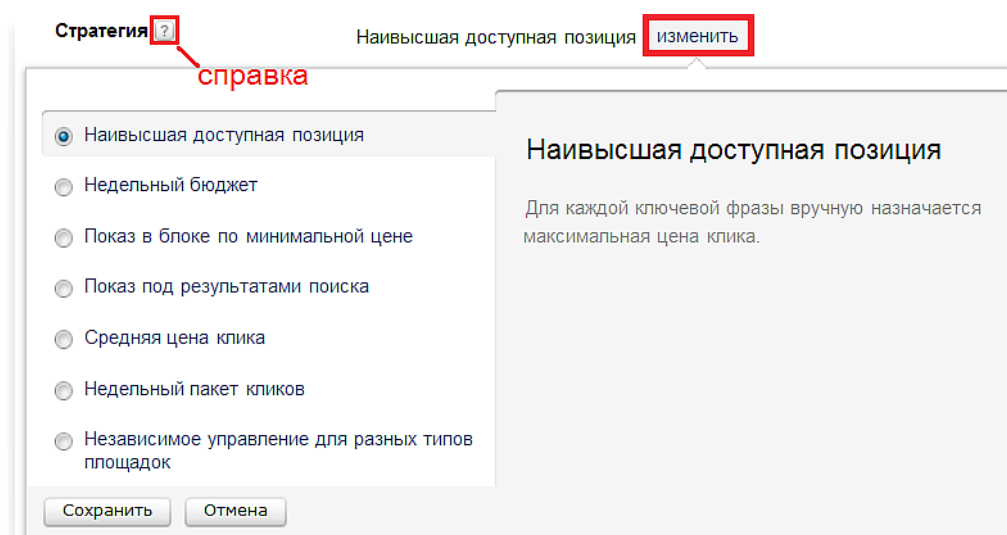 Стратегия ?
Наивысшая доступная позиция изменить
справка
Наивысшая доступная позиция
Недельный бюджет
Показ в блоке по минимальной цене
Показ под результатами поиска
Средняя цена клика
Недельный пакет кликов
Независимое управление для разных типов
площадок
Наивысшая доступная позиция
Для каждой ключевой фразы вручную назначается
максимальная цена клика.
Сохранить
Отмена